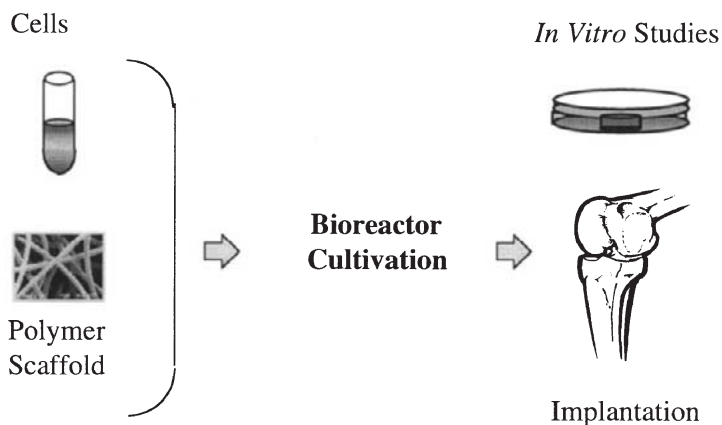 Cells
Polymer
Scaffold
Bioreactor
Cultivation
In Vitro Studies
Implantation